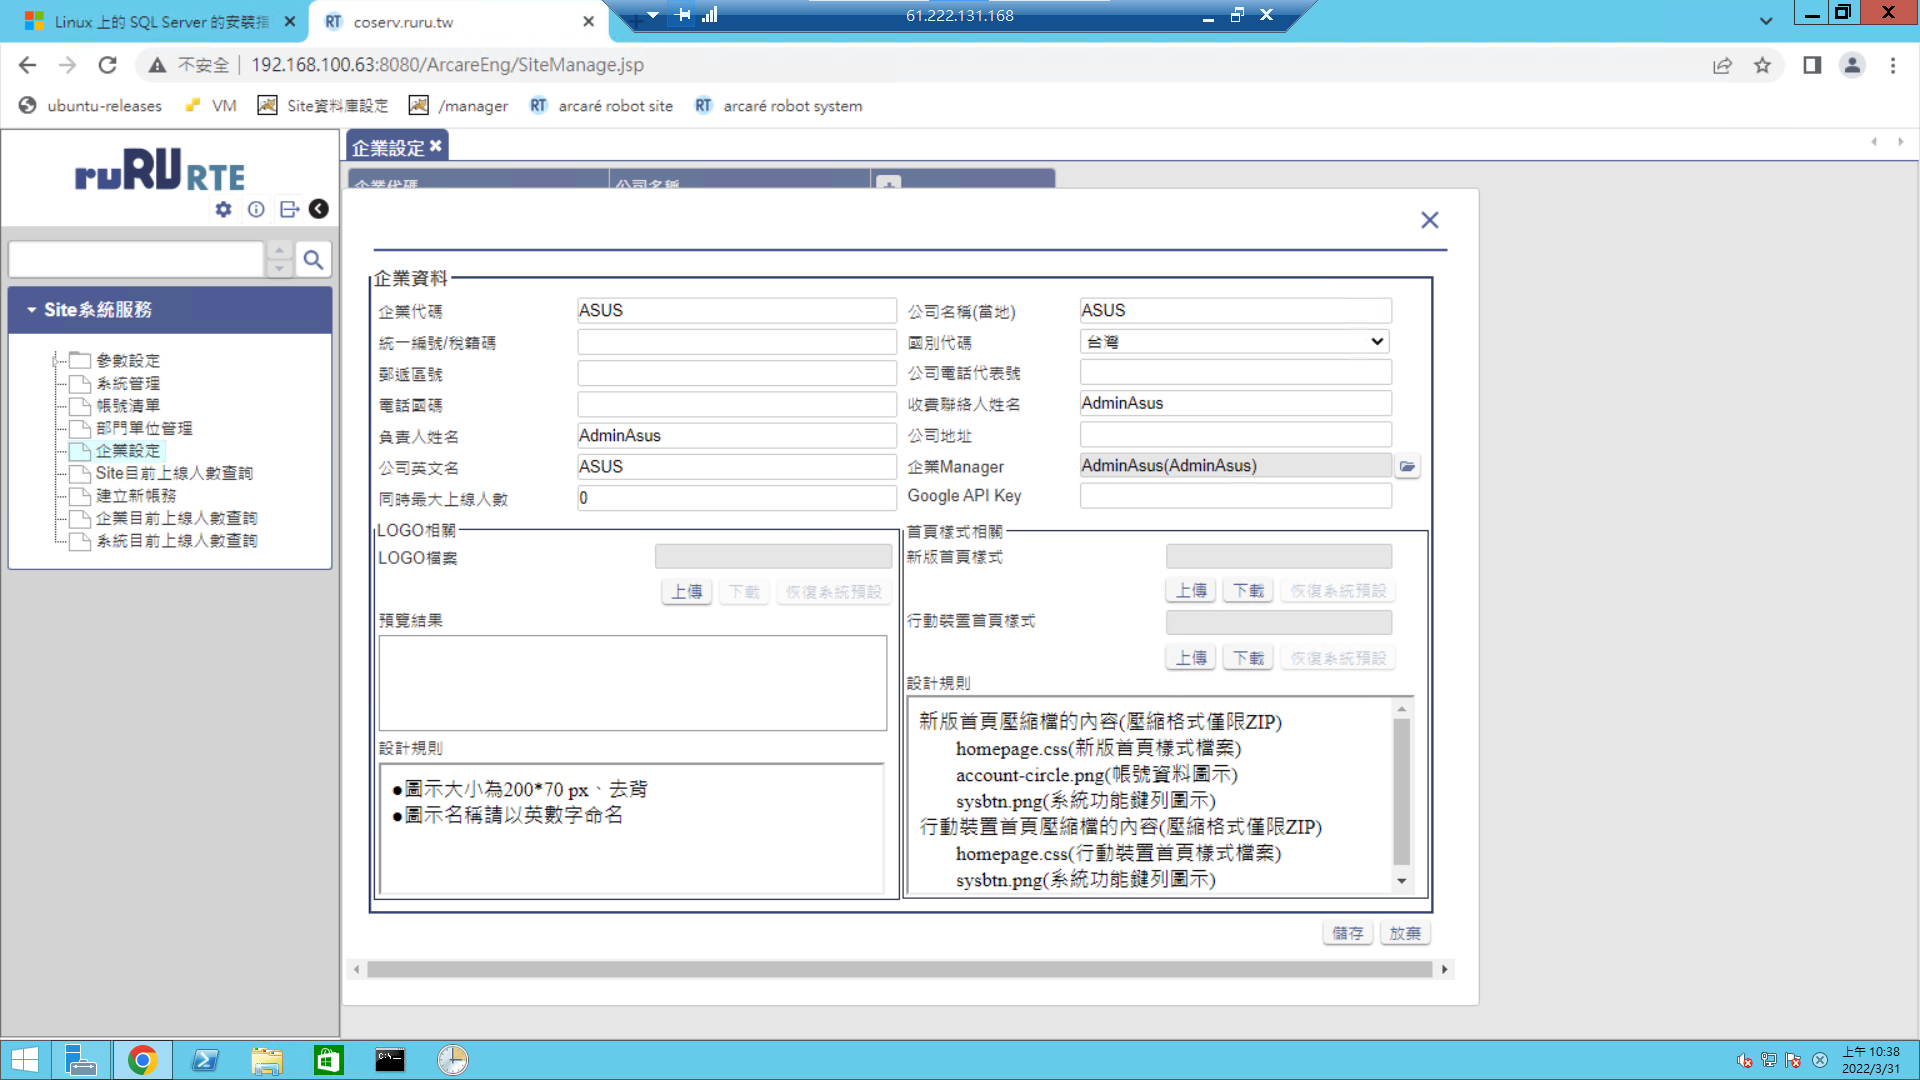 Linux 上的 SQL Server 的安裝指
coserv.ruru.tw
61.222.131.168
不安全
192.168.100.63:8080/ArcareEng/SiteManage.jsp
ubuntu-releases
VM
Site資料庫設定
/manager
arcaré robot site
arcaré robot system
ruRU RTE
企業設定
企業代碼 公司名稱
Site系統服務
參數設定
系統管理
帳號清單
部門單位管理
企業設定
Site目前上線人數查詢
建立新帳務
企業目前上線人數查詢
系統目前上線人數查詢
企業資料
企業代碼 ASUS 公司名稱(當地) ASUS
統一編號/稅籍碼 國別代碼 台灣
郵遞區號 公司電話代表號
電話國碼 收費聯絡人姓名 AdminAsus
負責人姓名 AdminAsus 公司地址
公司英文名 ASUS 企業Manager AdminAsus(AdminAsus)
同時最大上線人數 0 Google API Key
LOGO相關
LOGO檔案
上傳 下載 恢復系統預設
預覽結果
設計規則
●圖示大小為200*70 px、去背
●圖示名稱請以英數字命名
首頁樣式相關
新版首頁樣式
上傳 下載 恢復系統預設
行動裝置首頁樣式
上傳 下載 恢復系統預設
設計規則
新版首頁壓縮檔的內容(壓縮格式僅限ZIP)
homepage.css(新版首頁樣式檔案)
account-circle.png(帳號資料圖示)
sysbtn.png(系統功能鍵列圖示)
行動裝置首頁壓縮檔的內容(壓縮格式僅限ZIP)
homepage.css(行動裝置首頁樣式檔案)
sysbtn.png(系統功能鍵列圖示)
儲存 放棄
上午 10:38
2022/3/31